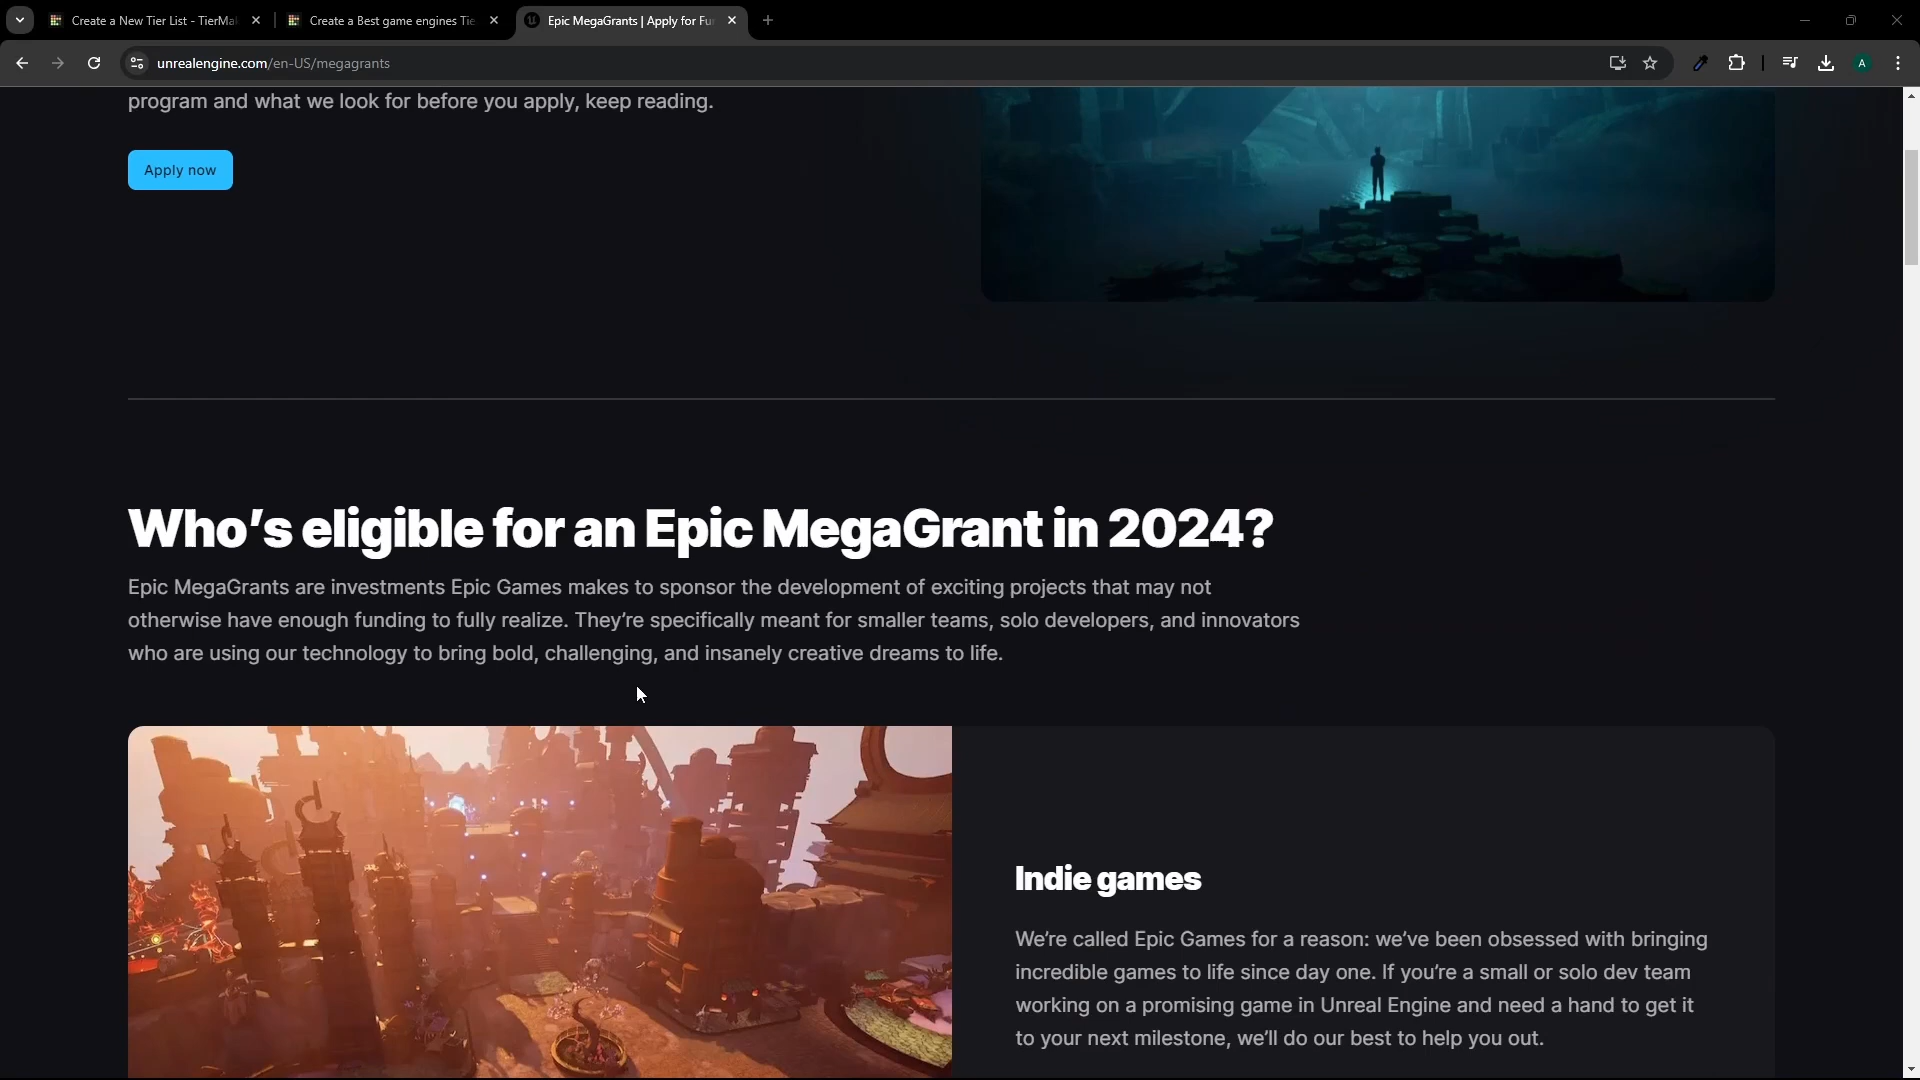 Create a New Tier List - TierMa
Create a Best game engines Tie
Epic MegaGrants | Apply for Fu
unrealengine.com/en-US/megagrants
A
program and what we look for before you apply, keep reading.
Apply now
Who's eligible for an Epic MegaGrant in 2024?
Epic MegaGrants are investments Epic Games makes to sponsor the development of exciting projects that may not
otherwise have enough funding to fully realize. They're specifically meant for smaller teams, solo developers, and innovators
who are using our technology to bring bold, challenging, and insanely creative dreams to life.
Indie games
We're called Epic Games for a reason: we've been obsessed with bringing
incredible games to life since day one. If you're a small or solo dev team
working on a promising game in Unreal Engine and need a hand to get it
to your next milestone, we'll do our best to help you out.